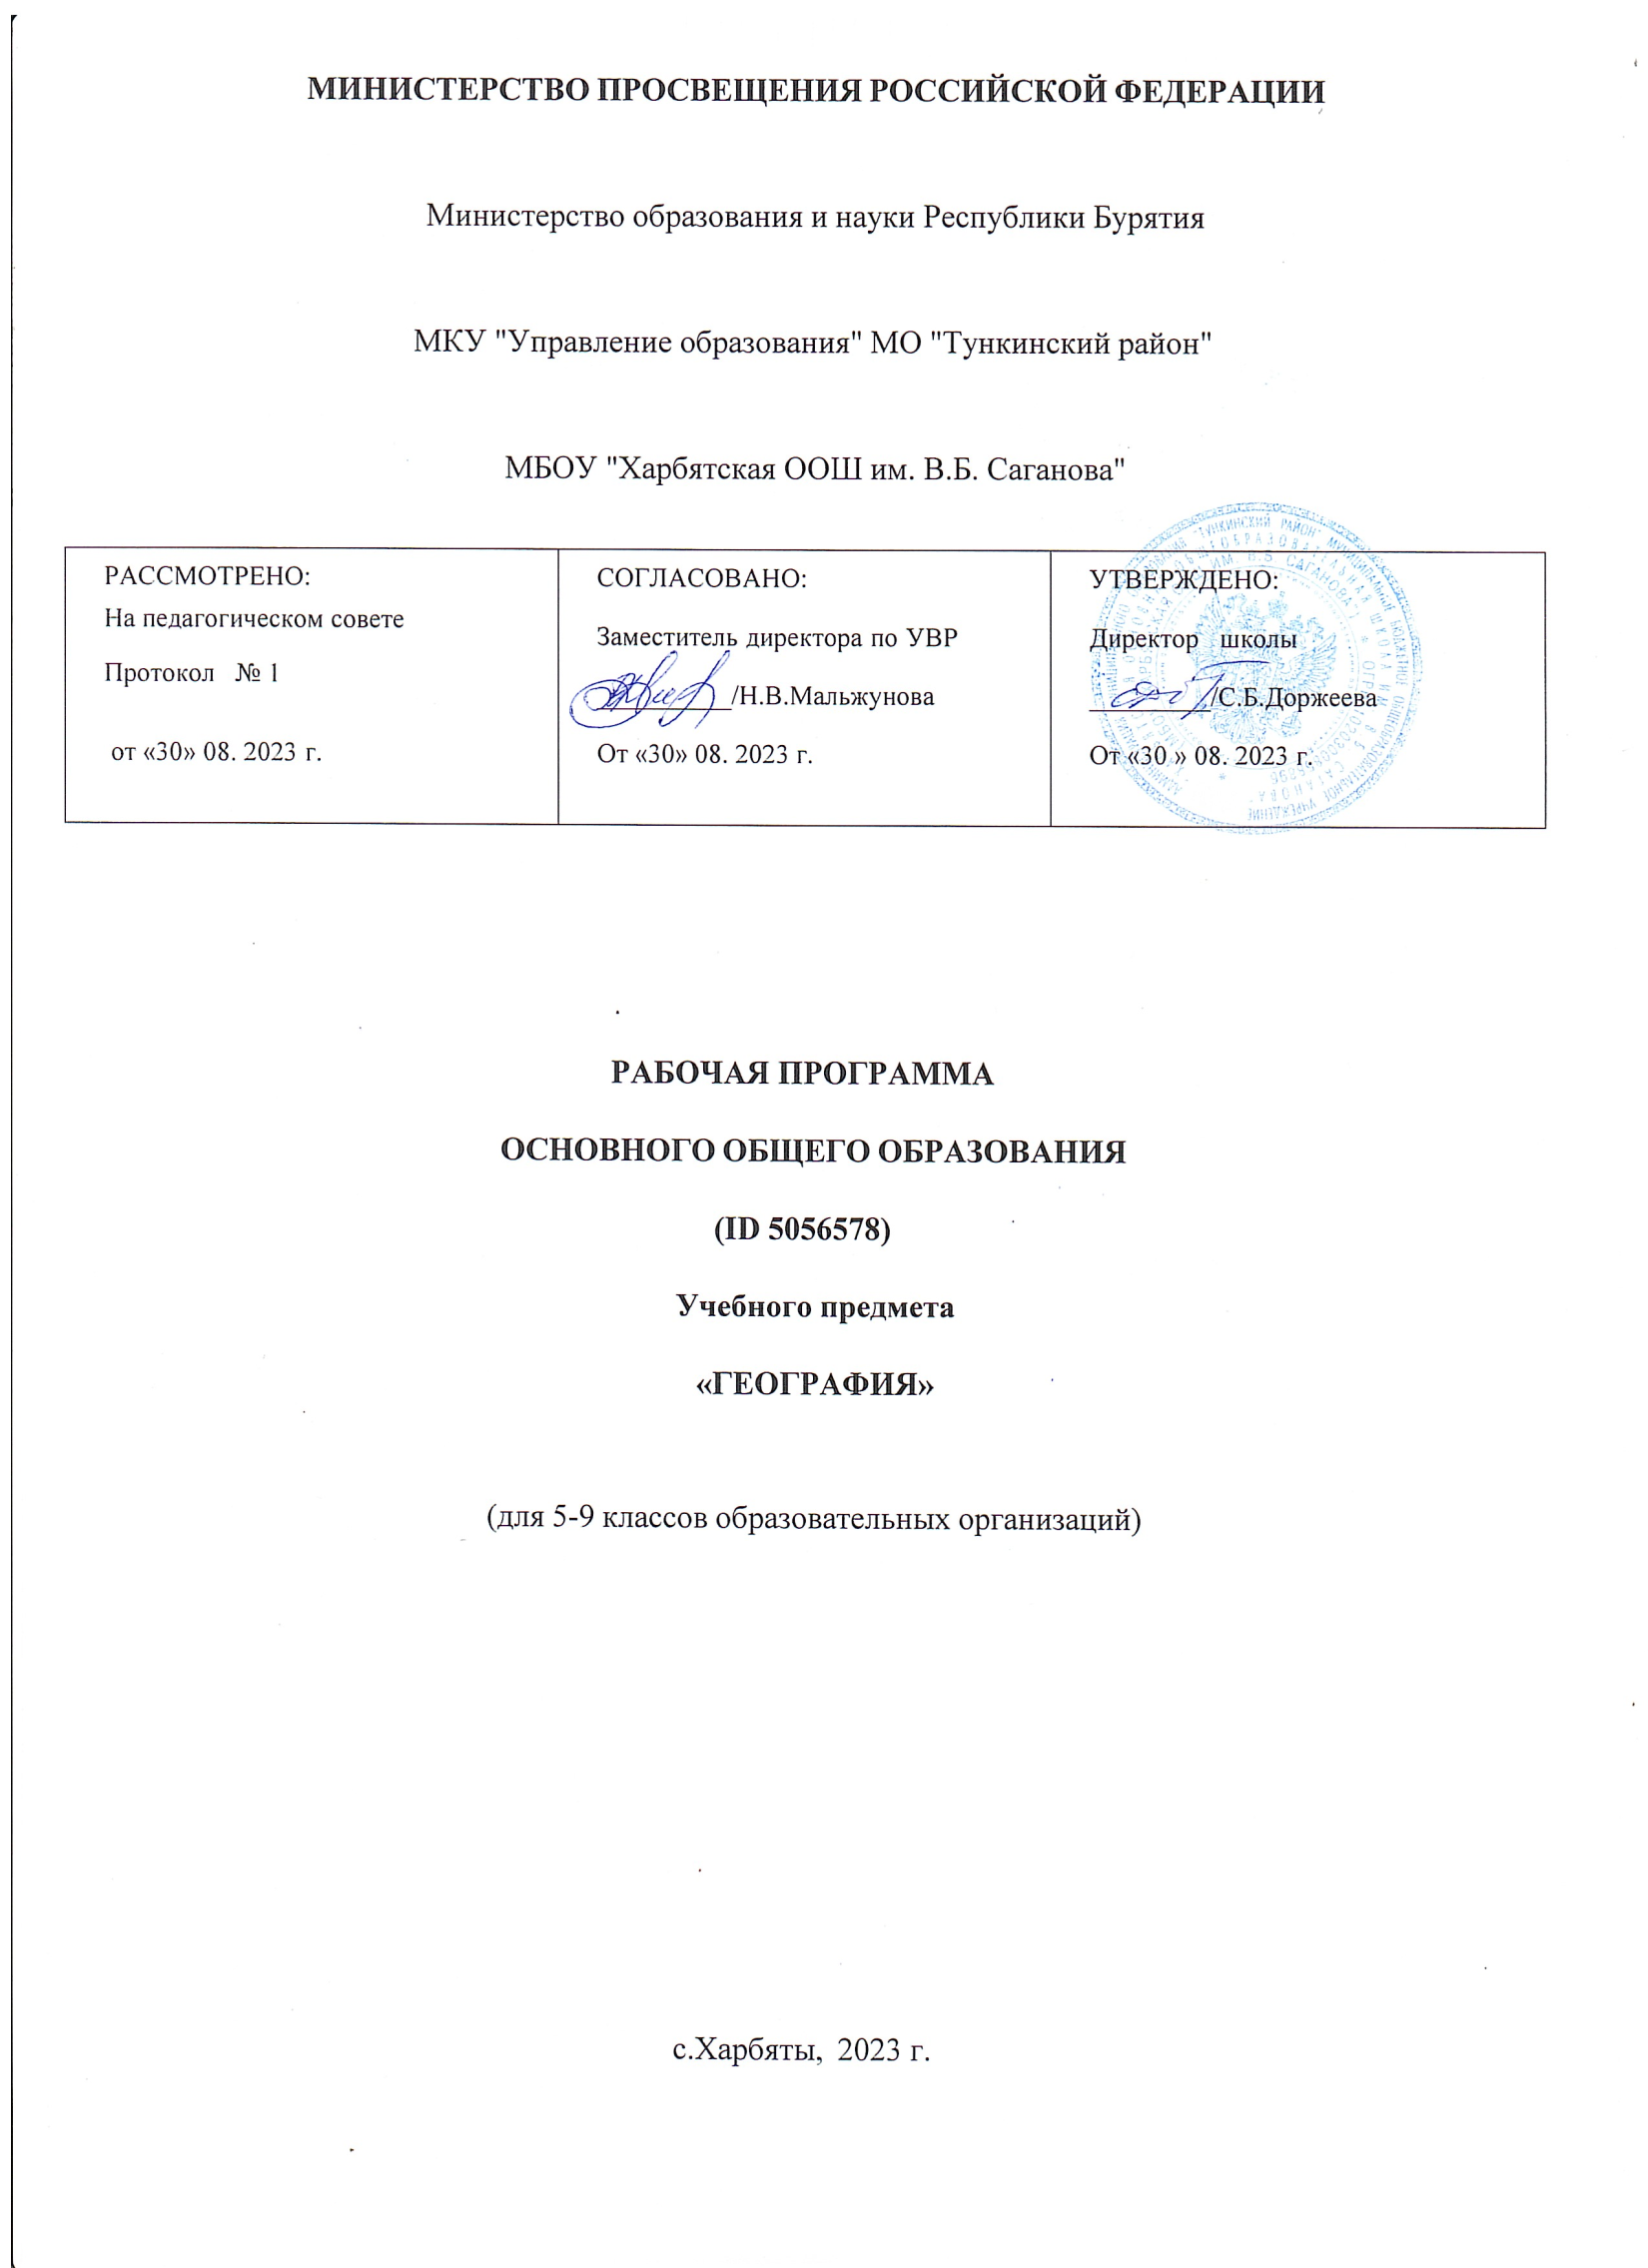 МИНИСТЕРСТВО ПРОСВЕЩЕНИЯ РОССИЙСКОЙ ФЕДЕРАЦИИ
Министерство образования и науки Республики Бурятия
МКУ "Управление образования" МО "Тункинский район"
МБОУ "Харбятская ООШ им. В.Б. Саганова"
РАССМОТРЕНО:
На педагогическом совете
Протокол № 1
от «30» 08. 2023 г.
СОГЛАСОВАНО:
Заместитель директора по УВР
/Н.В.Мальжунова
От «30» 08. 2023 г.
УТВЕРЖДЕНО:
Директор школы
/С.Б.Доржеева
От «30 » 08. 2023 г.
РАБОЧАЯ ПРОГРАММА
ОСНОВНОГО ОБЩЕГО ОБРАЗОВАНИЯ
(ID 5056578)
Учебного предмета
«ГЕОГРАФИЯ»
(для 5-9 классов образовательных организаций)
с.Харбяты, 2023 г.